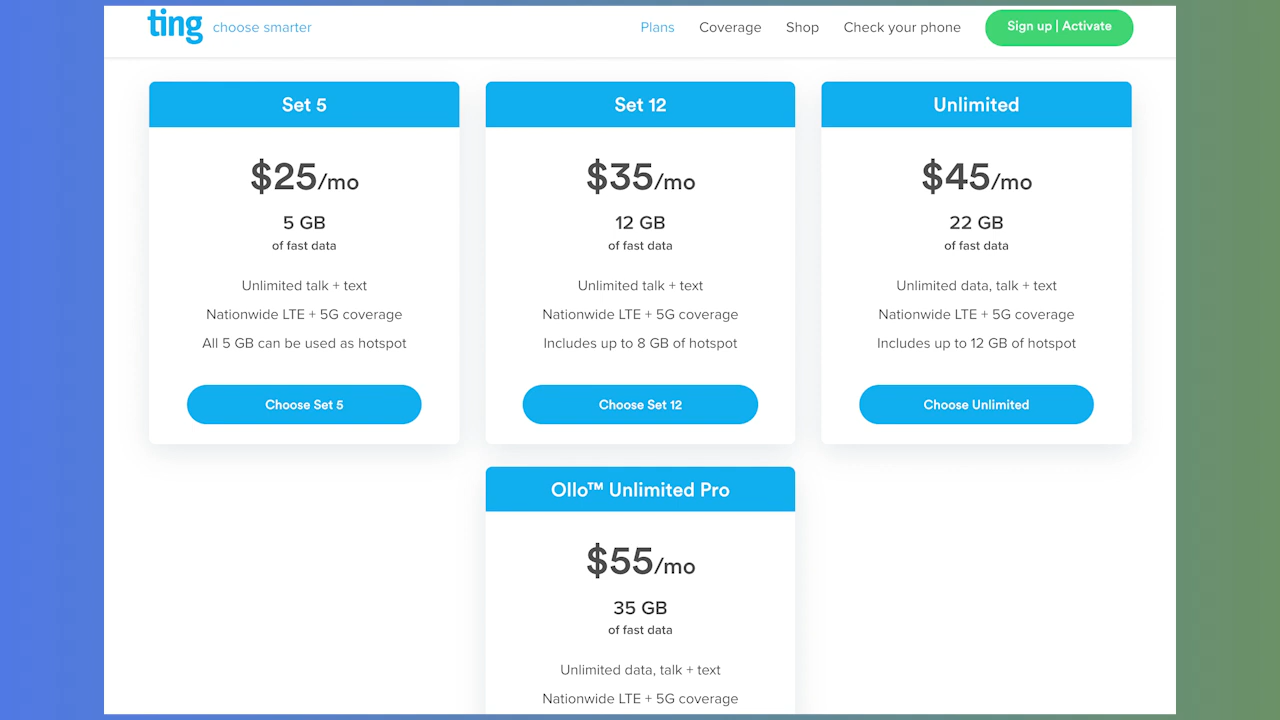 ting choose smarter
Plans Coverage Shop Check your phone Sign up | Activate
Set 5
$25/mo
5 GB
of fast data
Unlimited talk + text
Nationwide LTE + 5G coverage
All 5 GB can be used as hotspot
Choose Set 5
Set 12
$35/mo
12 GB
of fast data
Unlimited talk + text
Nationwide LTE + 5G coverage
Includes up to 8 GB of hotspot
Choose Set 12
Unlimited
$45/mo
22 GB
of fast data
Unlimited data, talk + text
Nationwide LTE + 5G coverage
Includes up to 12 GB of hotspot
Choose Unlimited
Ollo™ Unlimited Pro
$55/mo
35 GB
of fast data
Unlimited data, talk + text
Nationwide LTE + 5G coverage